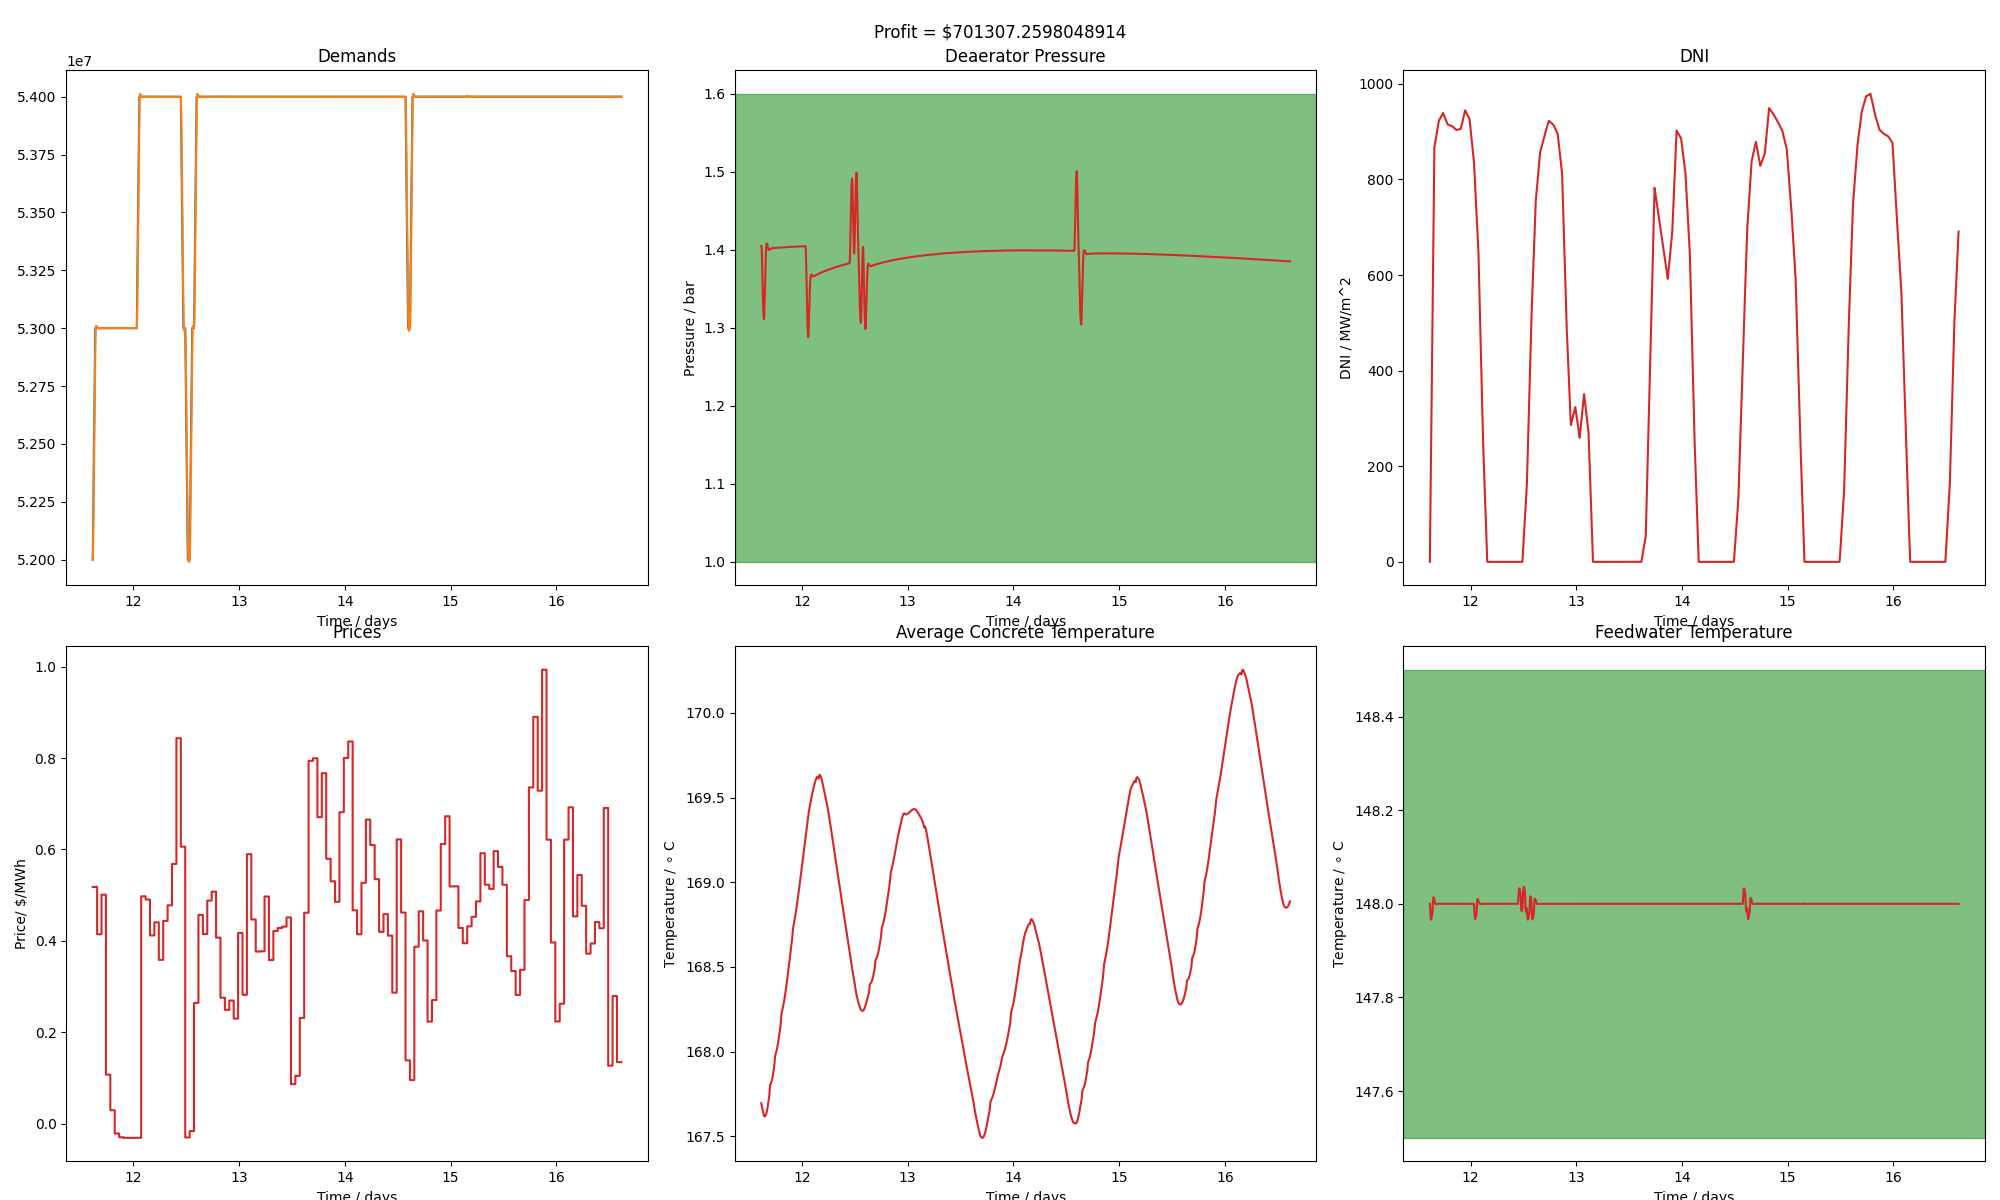 Profit = $701307.2598048914
Demands
1e7
5.400
5.375
5.350
5.325
5.300
5.275
5.250
5.225
5.200
12 13 14 15 16
Time / days
Deaerator Pressure
Pressure / bar
1.6
1.5
1.4
1.3
1.2
1.1
1.0
12 13 14 15 16
Time / days
DNI
DNI / MW/m^2
1000
800
600
400
200
0
12 13 14 15 16
Time / days
Prices
Price/ $/MWh
1.0
0.8
0.6
0.4
0.2
0.0
12 13 14 15 16
Time / days
Average Concrete Temperature
Temperature / ∘ C
170.0
169.5
169.0
168.5
168.0
167.5
12 13 14 15 16
Time / days
Feedwater Temperature
Temperature / ∘ C
148.4
148.2
148.0
147.8
147.6
12 13 14 15 16
Time / days